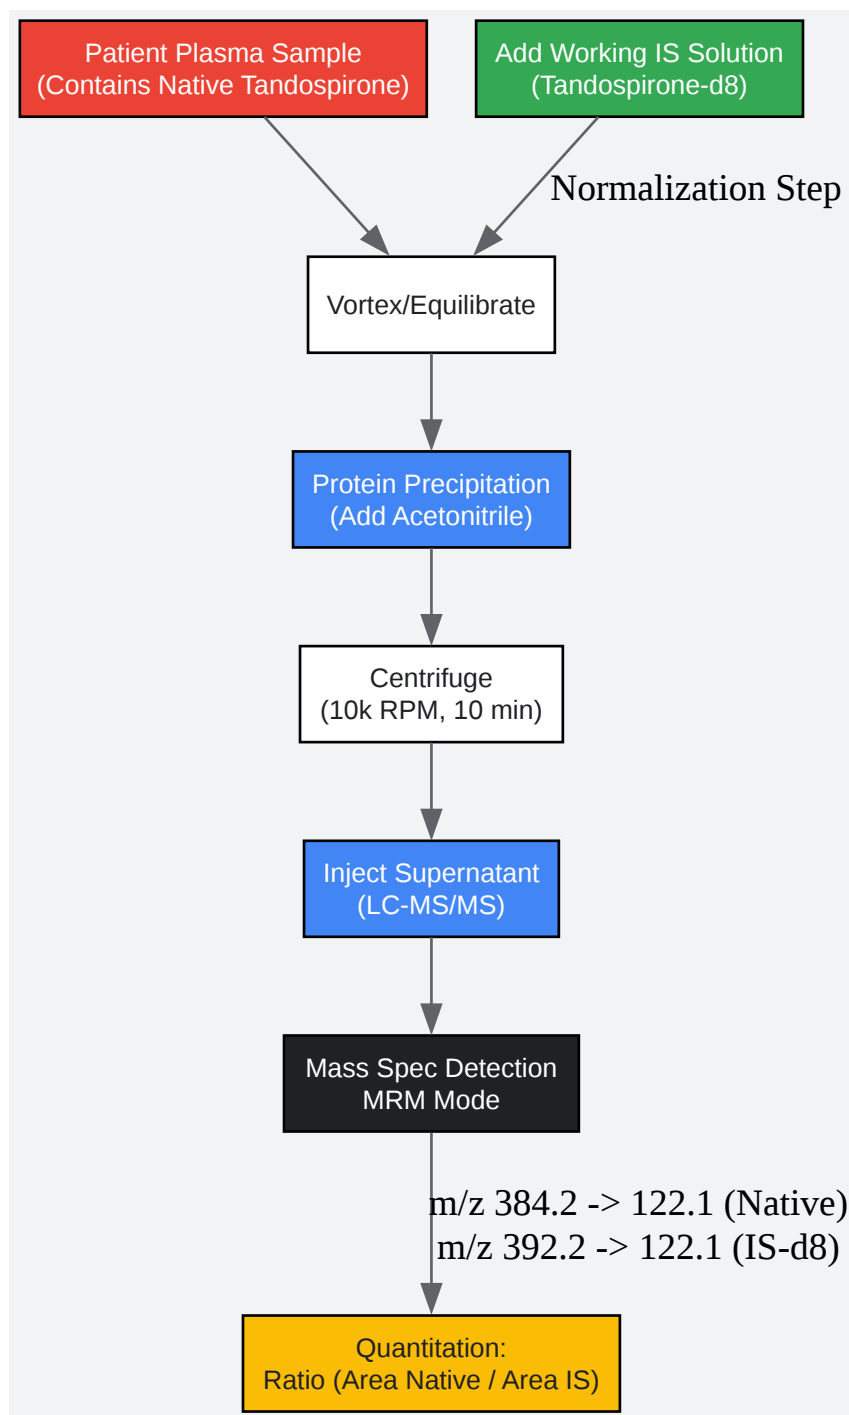 Patient Plasma Sample
(Contains Native Tandospirone)
Add Working IS Solution
(Tandospirone-d8)
Normalization Step
Vortex/Equilibrate
Protein Precipitation
(Add Acetonitrile)
Centrifuge
(10k RPM, 10 min)
Inject Supernatant
(LC-MS/MS)
Mass Spec Detection
MRM Mode
m/z 384.2 -> 122.1 (Native)
m/z 392.2 -> 122.1 (IS-d8)
Quantitation:
Ratio (Area Native / Area IS)